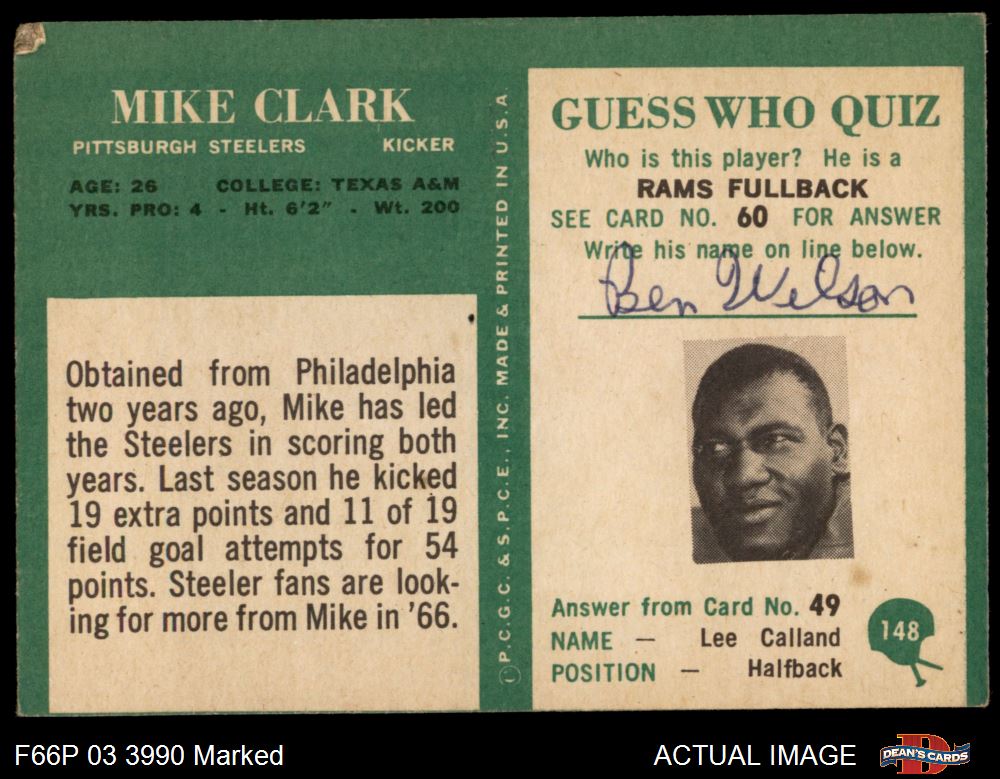 MIKE CLARK
PITTSBURGH STEELERS KICKER
AGE: 26 COLLEGE: TEXAS A&M
YRS. PRO: 4 - Ht. 6'2" - Wt. 200
Obtained from Philadelphia
two years ago, Mike has led
the Steelers in scoring both
years. Last season he kicked
19 extra points and 11 of 19
field goal attempts for 54
points. Steeler fans are look-
ing for more from Mike in '66.
© P.C.G.C. & S.P.C.E., INC. MADE & PRINTED IN U.S.A.
GUESS WHO QUIZ
Who is this player? He is a
RAMS FULLBACK
SEE CARD NO. 60 FOR ANSWER
Write his name on line below.
Ben Wilson
Answer from Card No. 49
NAME — Lee Calland
POSITION — Halfback
148
F66P 03 3990 Marked
ACTUAL IMAGE
DEAN'S CARDS